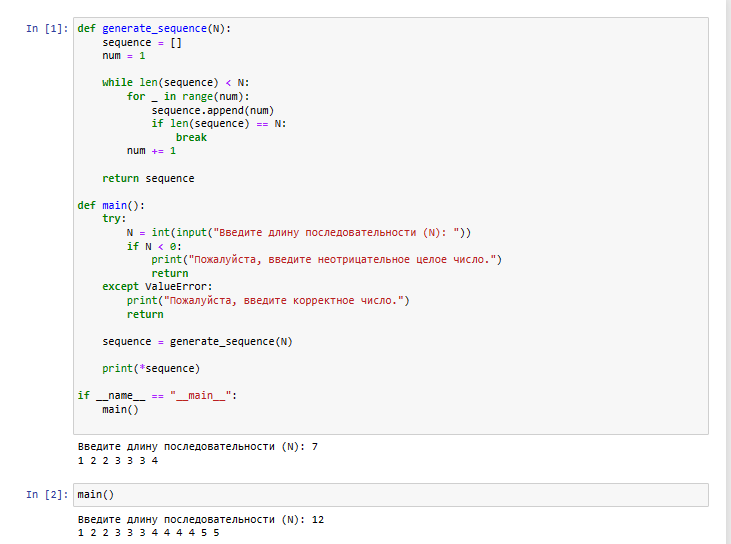 In [1]: def generate_sequence(N):
    sequence = []
    num = 1
    while len(sequence) < N:
        for _ in range(num):
            sequence.append(num)
            if len(sequence) == N:
                break
        num += 1
    return sequence
def main():
    try:
        N = int(input("Введите длину последовательности (N): "))
        if N < 0:
            print("Пожалуйста, введите неотрицательное целое число.")
            return
    except ValueError:
        print("Пожалуйста, введите корректное число.")
        return
    sequence = generate_sequence(N)
    print(*sequence)
if __name__ == "__main__":
    main()
Введите длину последовательности (N): 7
1 2 2 3 3 3 4
In [2]: main()
Введите длину последовательности (N): 12
1 2 2 3 3 3 4 4 4 4 5 5